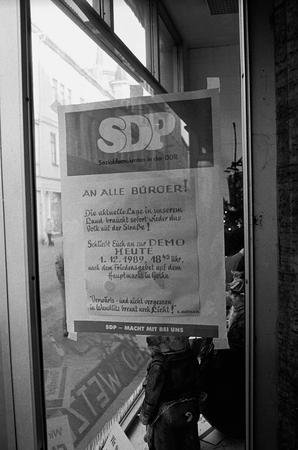 SDP
Sozialdemokraten in der DDR
AN ALLE BÜRGER!
Die aktuelle Lage in unserem
Land braucht sofort wieder das
Volk auf der Straße!
Schließt Euch an zur DEMO
HEUTE
1. 12. 1989, 18 45 Uhr,
nach dem Friedensgebet auf dem
Hauptmarkt in Gotha
"Vorwärts - und nicht vergessen
in Wandlitz brennt noch Licht!"
SDP – MACHT MIT BEI UNS